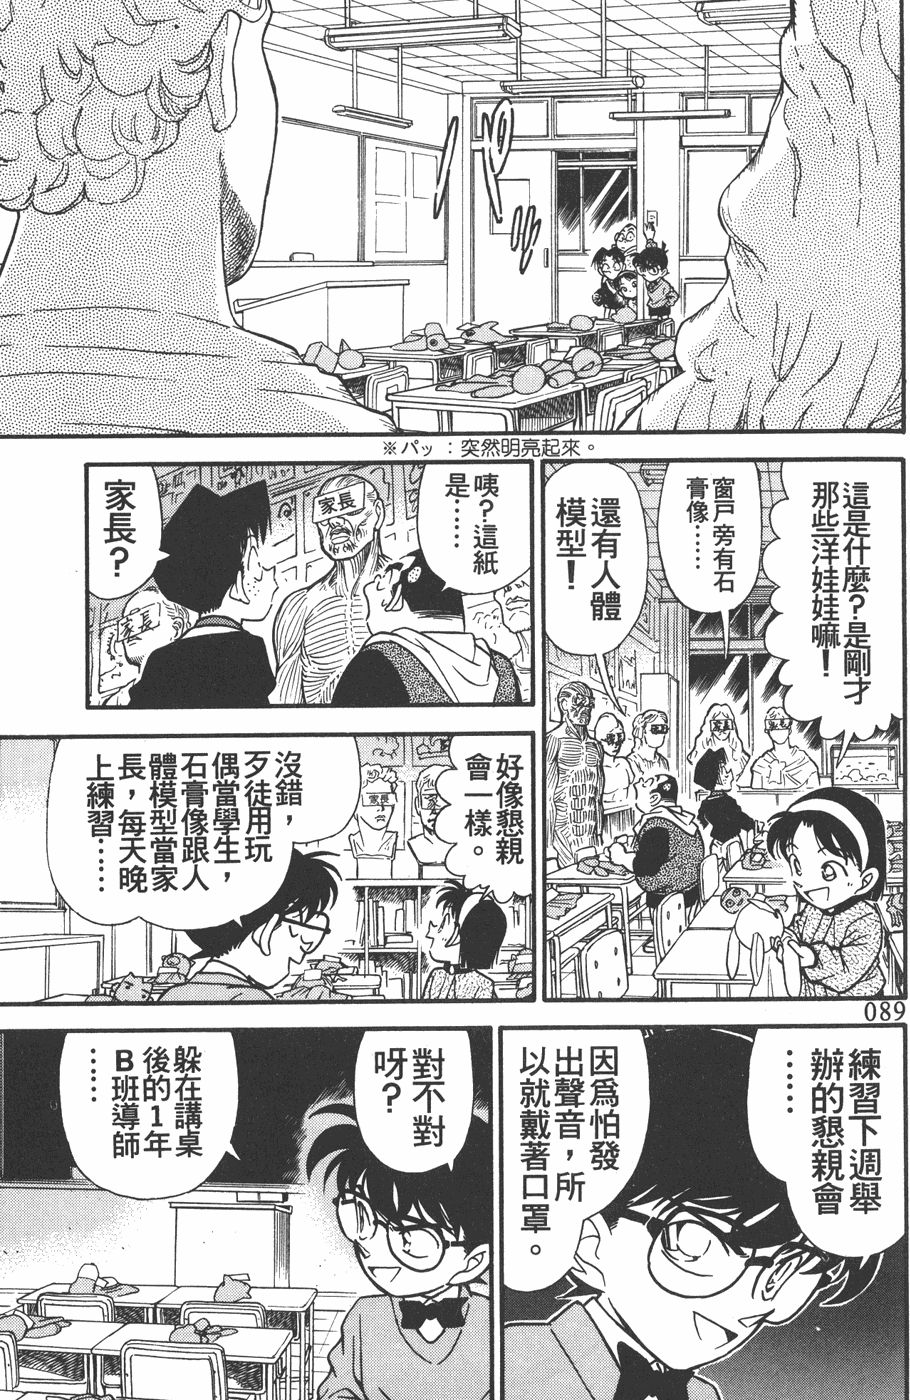 パッ
※パッ：突然明亮起來。
這是什麼？是剛才
那些洋娃娃嘛！
窗戶旁有石
膏像……
還有人體
模型！
咦？這紙
是……
家長
家長
家長？
好像懇親
會一樣。
家長
沒錯，
歹徒用玩
偶當學生，
石膏像跟人
體模型當家
長，每天晚
上練習……
089
練習下週舉
辦的懇親會
……
因為怕發
出聲音，所
以就戴著口
罩。
對不對
呀？
躲在講桌
後的1年
B班導師
……